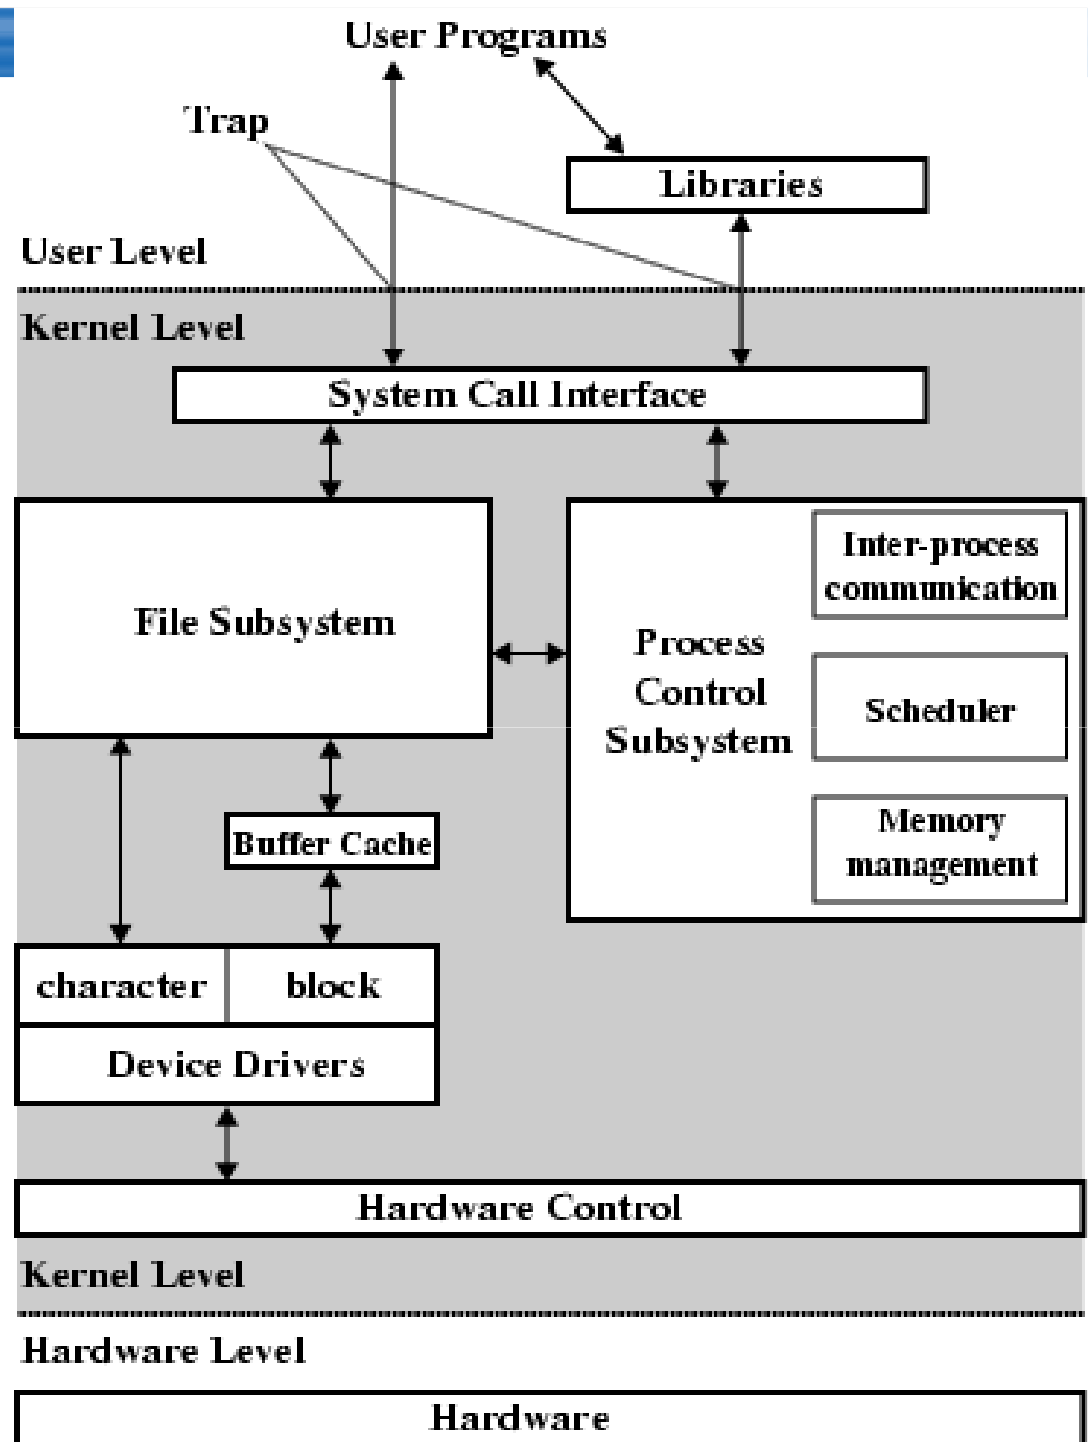 User Programs
Trap
Libraries
User Level
Kernel Level
System Call Interface
File Subsystem
Process
Control
Subsystem
Inter-process
communication
Scheduler
Memory
management
Buffer Cache
character
block
Device Drivers
Hardware Control
Kernel Level
Hardware Level
Hardware